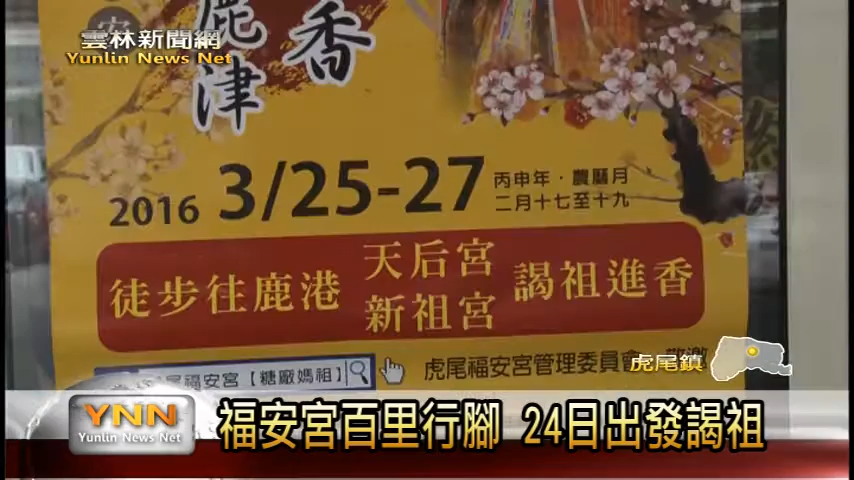 雲林新聞網
Yunlin News Net
鹿津
香
2016 3/25-27
丙申年．農曆月
二月十七至十九
徒步往鹿港 天后宮 新祖宮 謁祖進香
尾福安宮【糖廠媽祖】
虎尾福安宮管理委員會 敬邀
虎尾鎮
YNN
Yunlin News Net
福安宮百里行腳 24日出發謁祖